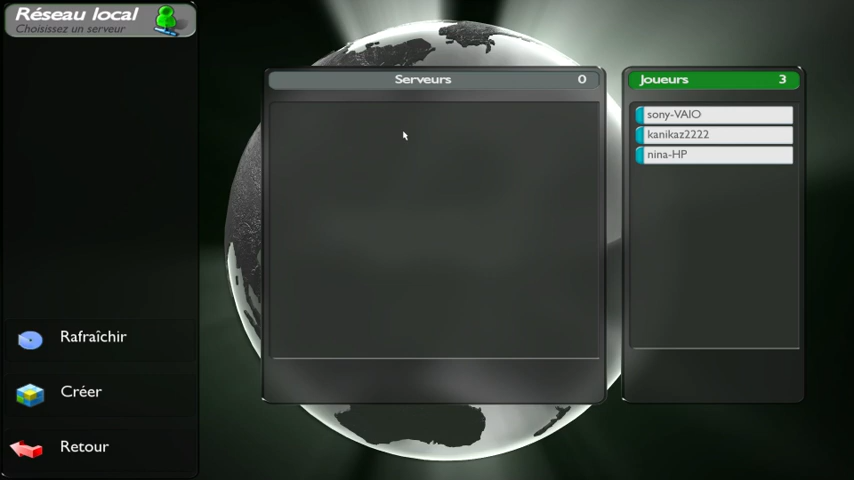 Réseau local
Choisissez un serveur
Serveurs 0
Joueurs 3
sony-VAIO
kanikaz2222
nina-HP
Rafraîchir
Créer
Retour